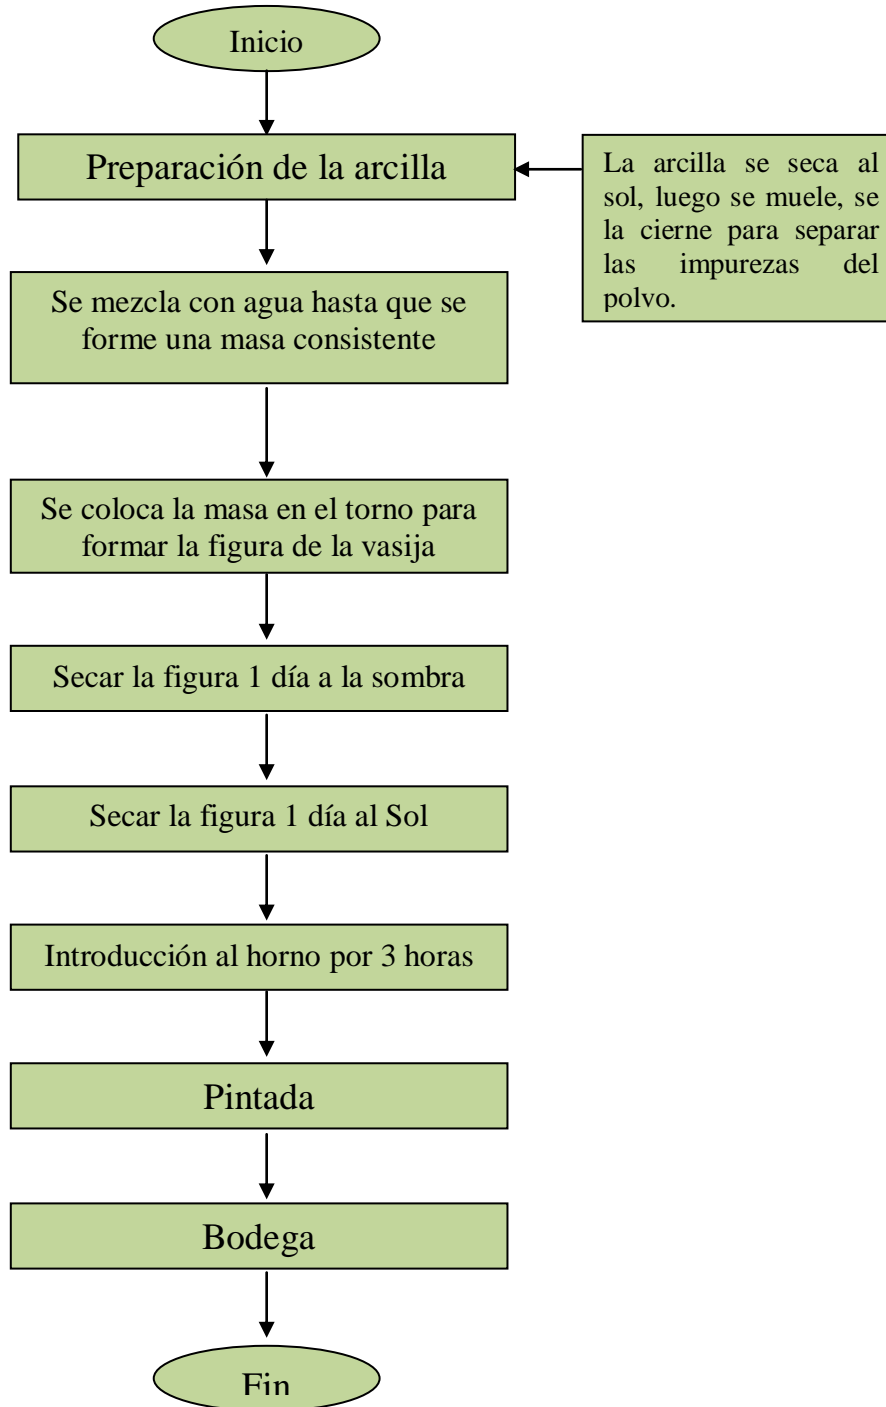 Inicio
Preparación de la arcilla
La arcilla se seca al
sol, luego se muele, se
la cierne para separar
las impurezas del
polvo.
Se mezcla con agua hasta que se
forme una masa consistente
Se coloca la masa en el torno para
formar la figura de la vasija
Secar la figura 1 día a la sombra
Secar la figura 1 día al Sol
Introducción al horno por 3 horas
Pintada
Bodega
Fin